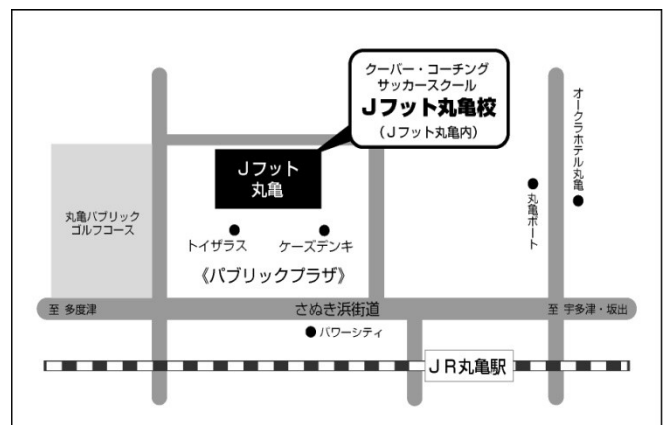 クーバー・コーチング
サッカースクール
Jフット丸亀校
(Jフット丸亀内)
Jフット
丸亀
丸亀パブリック
ゴルフコース
トイザラス
ケーズデンキ
《パブリックプラザ》
オークラホテル丸亀
丸亀ボート
至 多度津
さぬき浜街道
至 宇多津・坂出
パワーシティ
JR丸亀駅